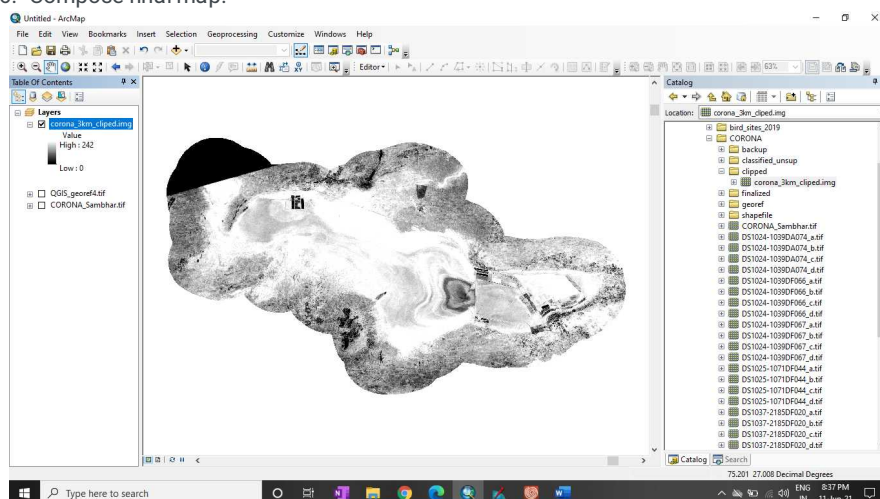 Compose final map.
Untitled - ArcMap
File Edit View Bookmarks Insert Selection Geoprocessing Customize Windows Help
Editor
63%
Table Of Contents
Layers
corona_3km_cliped.img
Value
High : 242
Low : 0
QGIS_georef4.tif
CORONA_Sambhar.tif
Catalog
Location: corona_3km_cliped.img
bird_sites_2019
CORONA
backup
classified_unsup
clipped
corona_3km_cliped.img
finalized
georef
shapefile
CORONA_Sambhar.tif
DS1024-1039DA074_a.tif
DS1024-1039DA074_b.tif
DS1024-1039DA074_c.tif
DS1024-1039DA074_d.tif
DS1024-1039DF066_a.tif
DS1024-1039DF066_b.tif
DS1024-1039DF066_c.tif
DS1024-1039DF066_d.tif
DS1024-1039DF067_a.tif
DS1024-1039DF067_b.tif
DS1024-1039DF067_c.tif
DS1024-1039DF067_d.tif
DS1025-1071DF044_a.tif
DS1025-1071DF044_b.tif
DS1025-1071DF044_c.tif
DS1025-1071DF044_d.tif
DS1037-2185DF020_a.tif
DS1037-2185DF020_b.tif
DS1037-2185DF020_c.tif
DS1037-2185DF020_d.tif
Catalog Search
75.201 27.008 Decimal Degrees
Type here to search
ENG 8:37 PM
IN 11-Jun-21